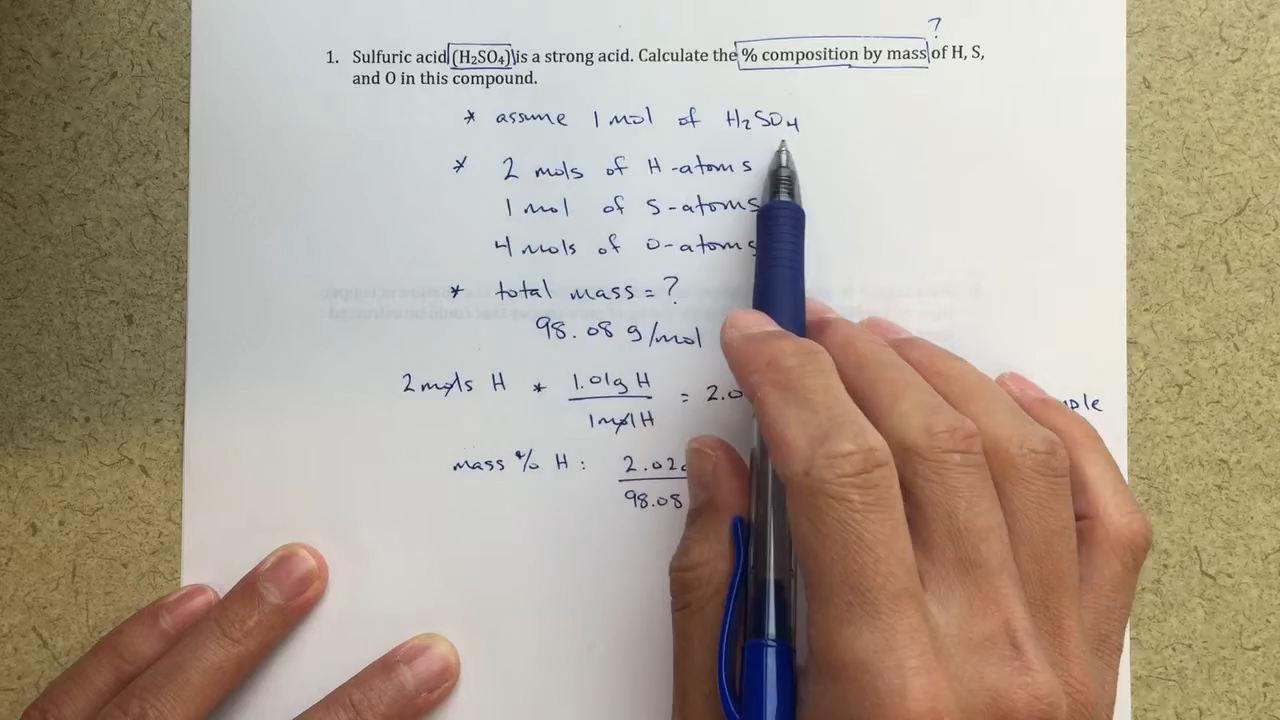 ?
1. Sulfuric acid (H₂SO₄) is a strong acid. Calculate the % composition by mass of H, S,
and O in this compound.
* assume 1 mol of H₂SO₄
* 2 mols of H-atoms
1 mol of S-atoms
4 mols of O-atoms
* total mass = ?
98.08 g/mol
2 mols H * 1.01g H / 1 mol H = 2.0
mass % H : 2.02 / 98.08